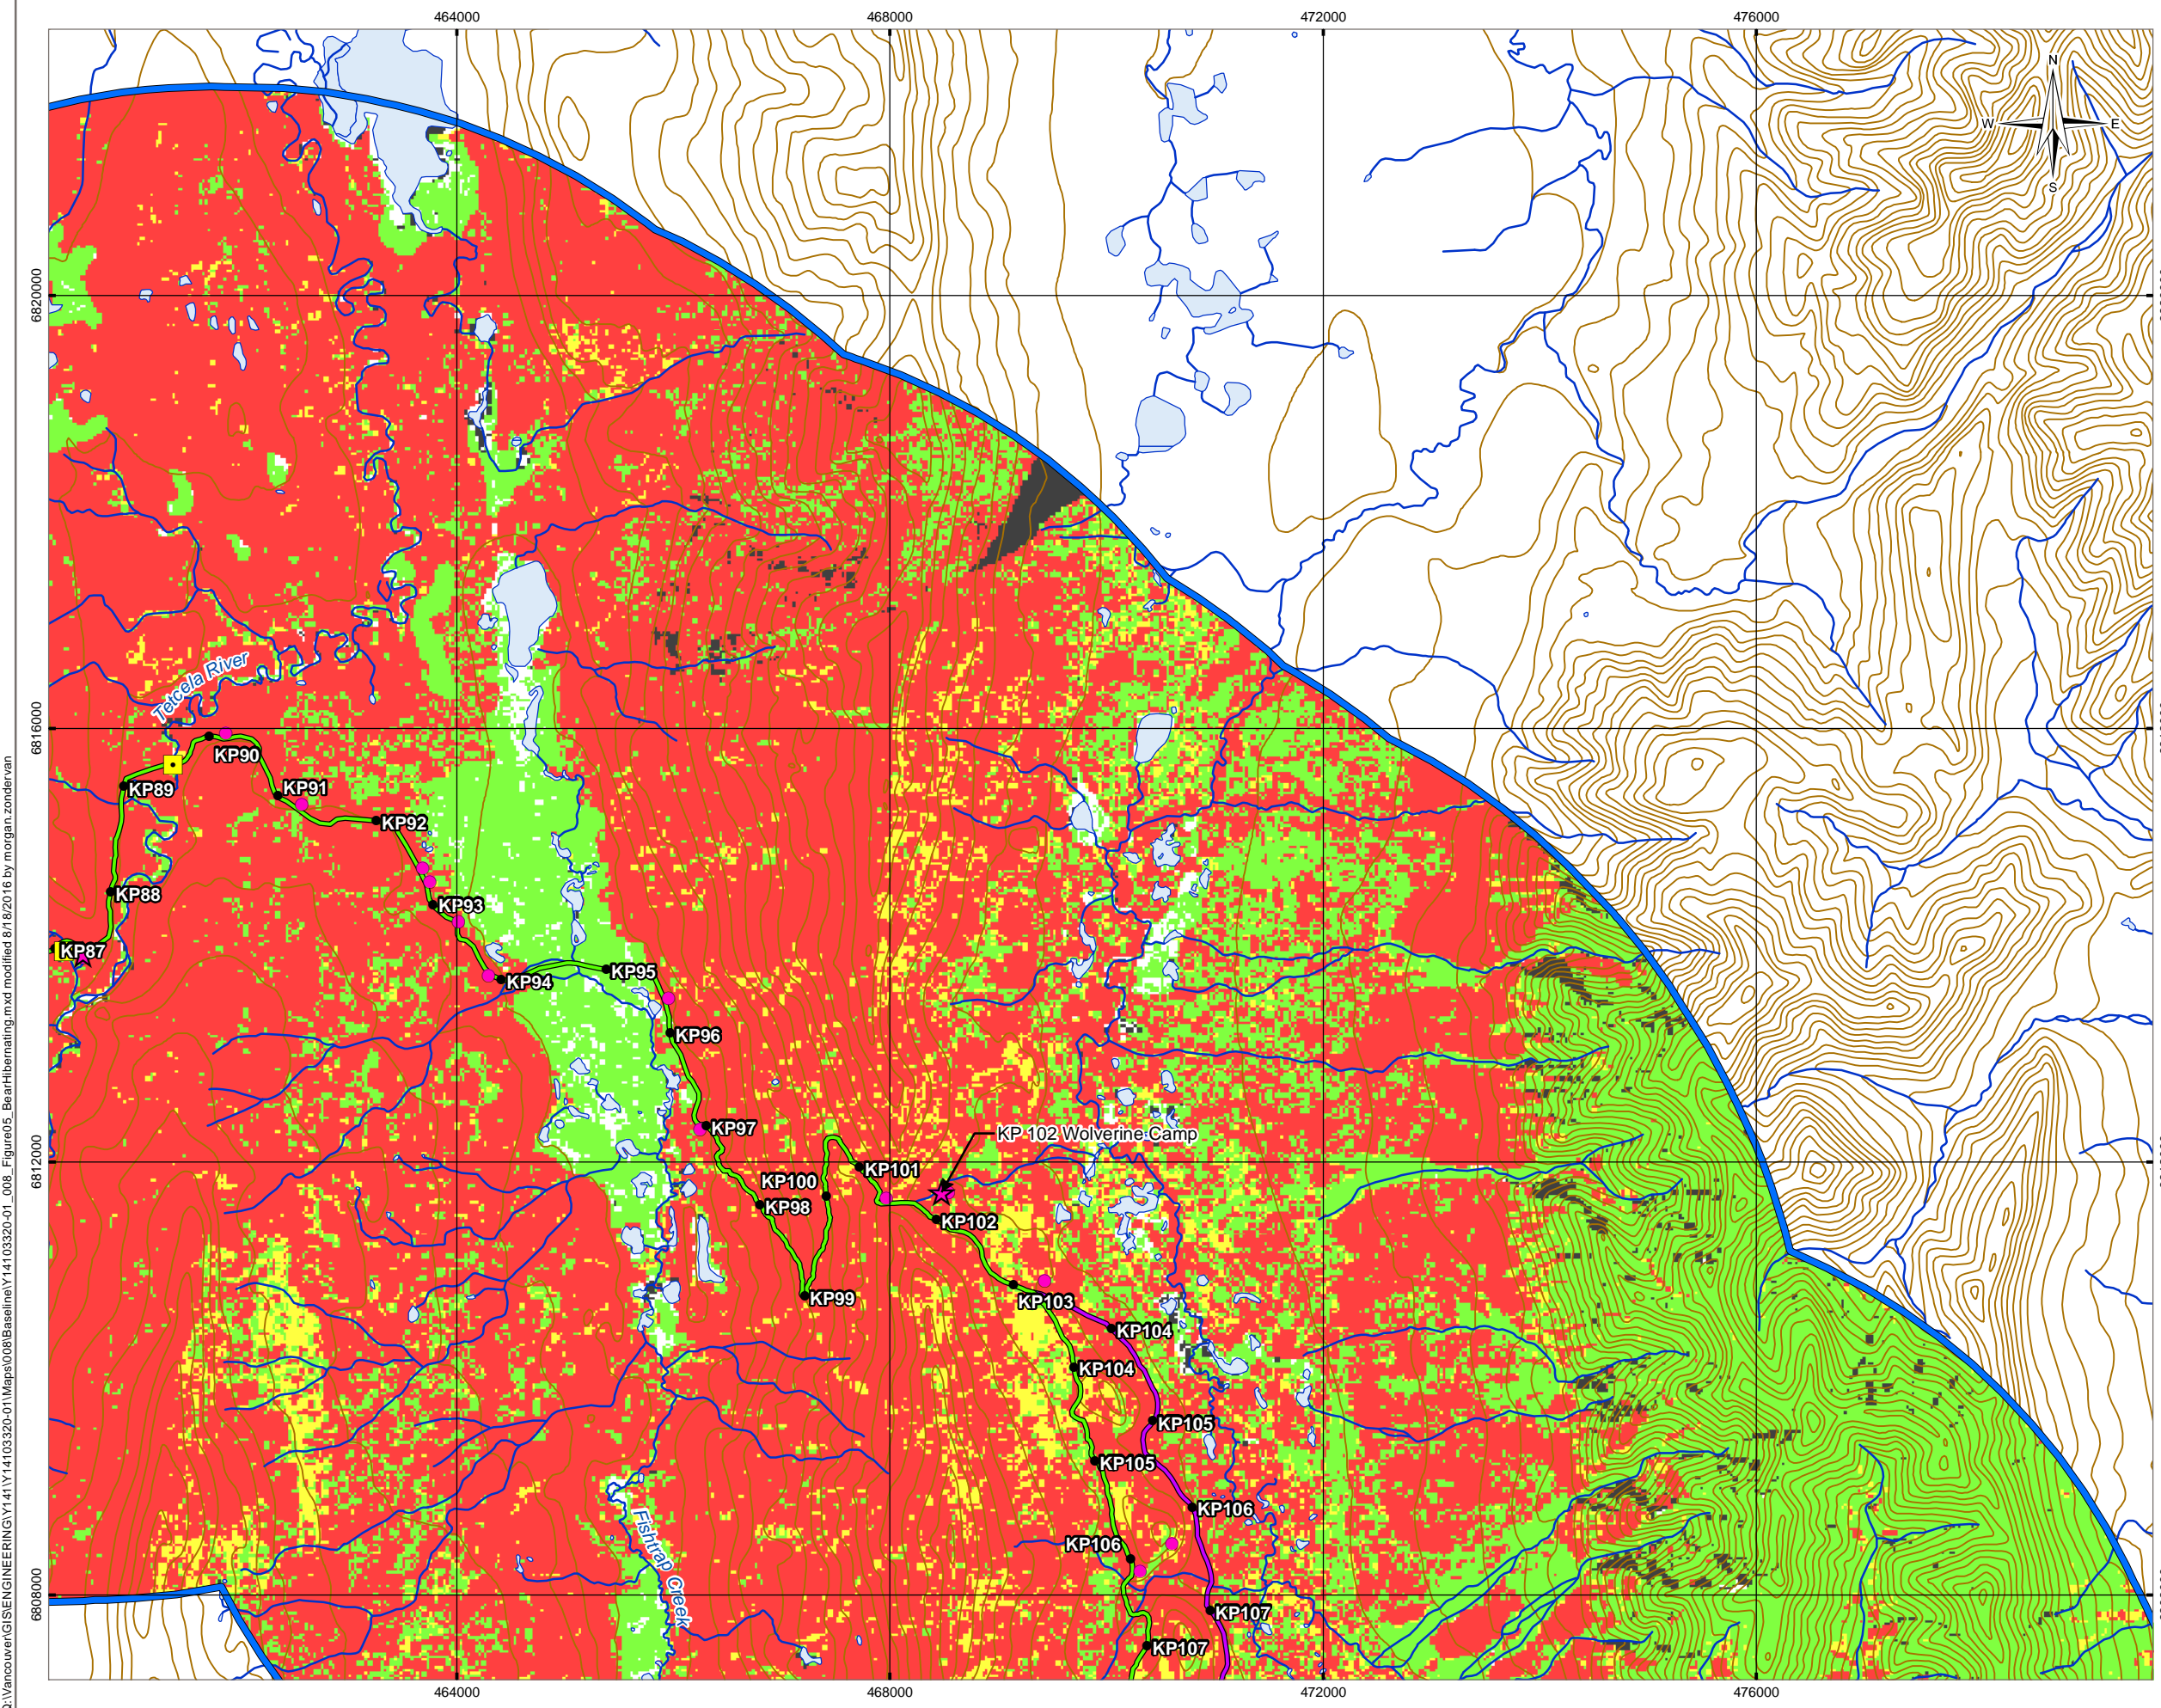 464000
468000
472000
476000
N
W
E
S
6820000
6816000
6812000
6808000
Tetcela River
KP90
KP89
KP91
KP92
KP88
KP93
KP87
KP95
KP94
KP96
KP97
KP 102 Wolverine Camp
KP101
KP100
KP98
KP102
KP99
KP103
KP104
KP104
KP105
KP105
KP106
KP106
Fishtrap Creek
KP107
KP107
464000
468000
472000
476000
Q:\Vancouver\GIS\ENGINEERING\Y141\Y14103320-01\Maps\008\Baseline\Y14103320-01_008_Figure05_BearHibernating.mxd modified 8/18/2016 by morgan.zondervan